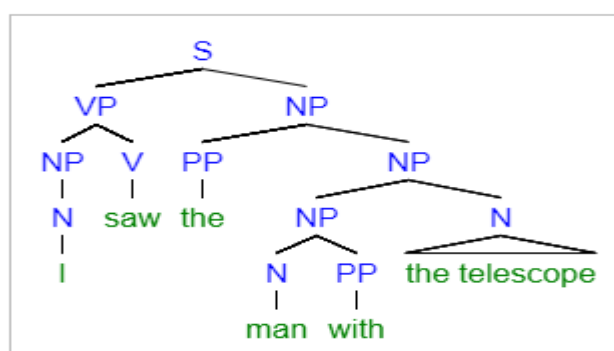 S
VP NP
NP V PP NP
N saw the NP N
I N PP the telescope
man with